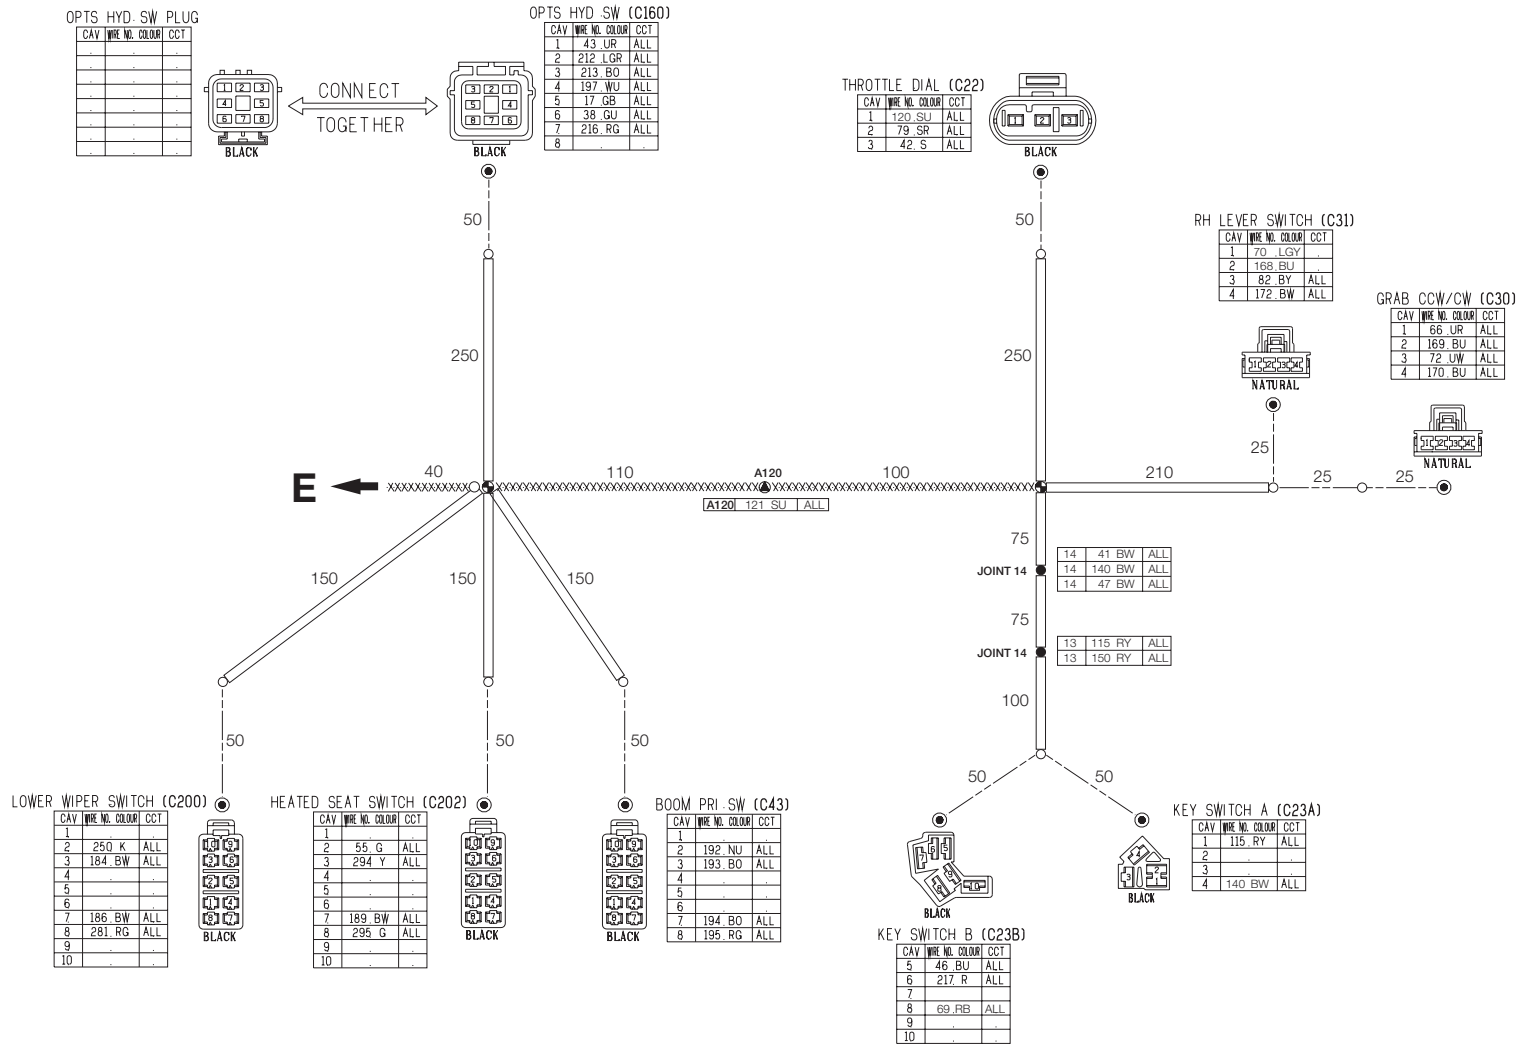 OPTS HYD SW PLUG
CAV WIRE NO. COLOUR CCT
BLACK
CONNECT
TOGETHER
OPTS HYD SW (C160)
CAV WIRE NO. COLOUR CCT
1 43.UR ALL
2 212.LGR ALL
3 213.BO ALL
4 197.WU ALL
5 17.GB ALL
6 38.GU ALL
7 216.RG ALL
8
BLACK
THROTTLE DIAL (C22)
CAV WIRE NO. COLOUR CCT
1 120.SU ALL
2 79.SR ALL
3 42.S ALL
BLACK
50
50
RH LEVER SWITCH (C31)
CAV WIRE NO. COLOUR CCT
1 70.LGY
2 168.BU
3 82.BY ALL
4 172.BW ALL
NATURAL
GRAB CCW/CW (C30)
CAV WIRE NO. COLOUR CCT
1 66.UR ALL
2 169.BU ALL
3 72.UW ALL
4 170.BU ALL
NATURAL
250
250
25
E
40
110
A120
100
210
25
25
A120 121 SU ALL
75
JOINT 14
14 41 BW ALL
14 140 BW ALL
14 47 BW ALL
150
150
150
75
JOINT 14
13 115 RY ALL
13 150 RY ALL
100
50
50
50
50
50
LOWER WIPER SWITCH (C200)
CAV WIRE NO. COLOUR CCT
1
2 250 K ALL
3 184.BW ALL
4
5
6
7 186.BW ALL
8 281.RG ALL
9
10
BLACK
HEATED SEAT SWITCH (C202)
CAV WIRE NO. COLOUR CCT
1
2 55.G ALL
3 294 Y ALL
4
5
6
7 189.BW ALL
8 295 G ALL
9
10
BLACK
BOOM PRI SW (C43)
CAV WIRE NO. COLOUR CCT
1
2 192.NU ALL
3 193.BO ALL
4
5
6
7 194.BO ALL
8 195.RG ALL
BLACK
KEY SWITCH A (C23A)
CAV WIRE NO. COLOUR CCT
1 115.RY ALL
2
3
4 140 BW ALL
BLACK
BLACK
KEY SWITCH B (C23B)
CAV WIRE NO. COLOUR CCT
5 46.BU ALL
6 217.R ALL
7
8 69.RB ALL
9
10